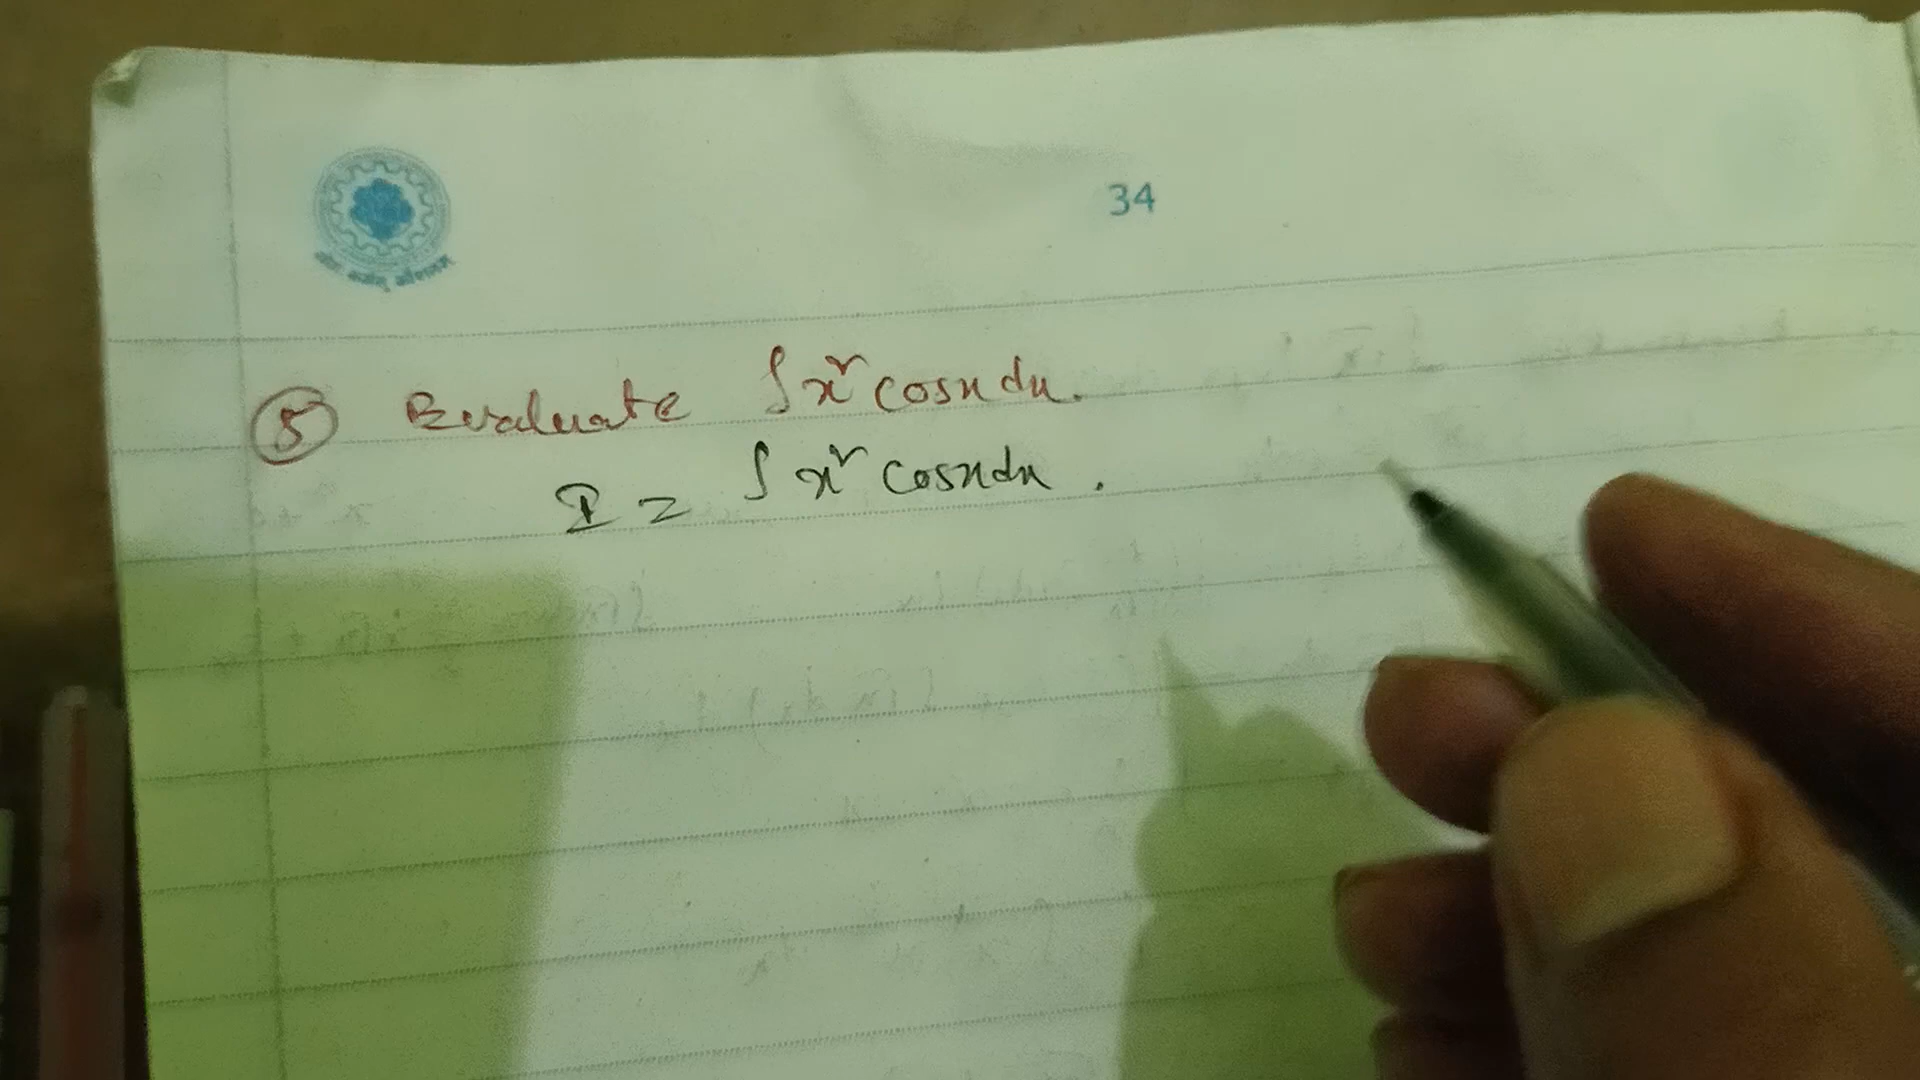 34
⑤ Evaluate ∫x² cosx dx.
I = ∫ x² cosx dx .